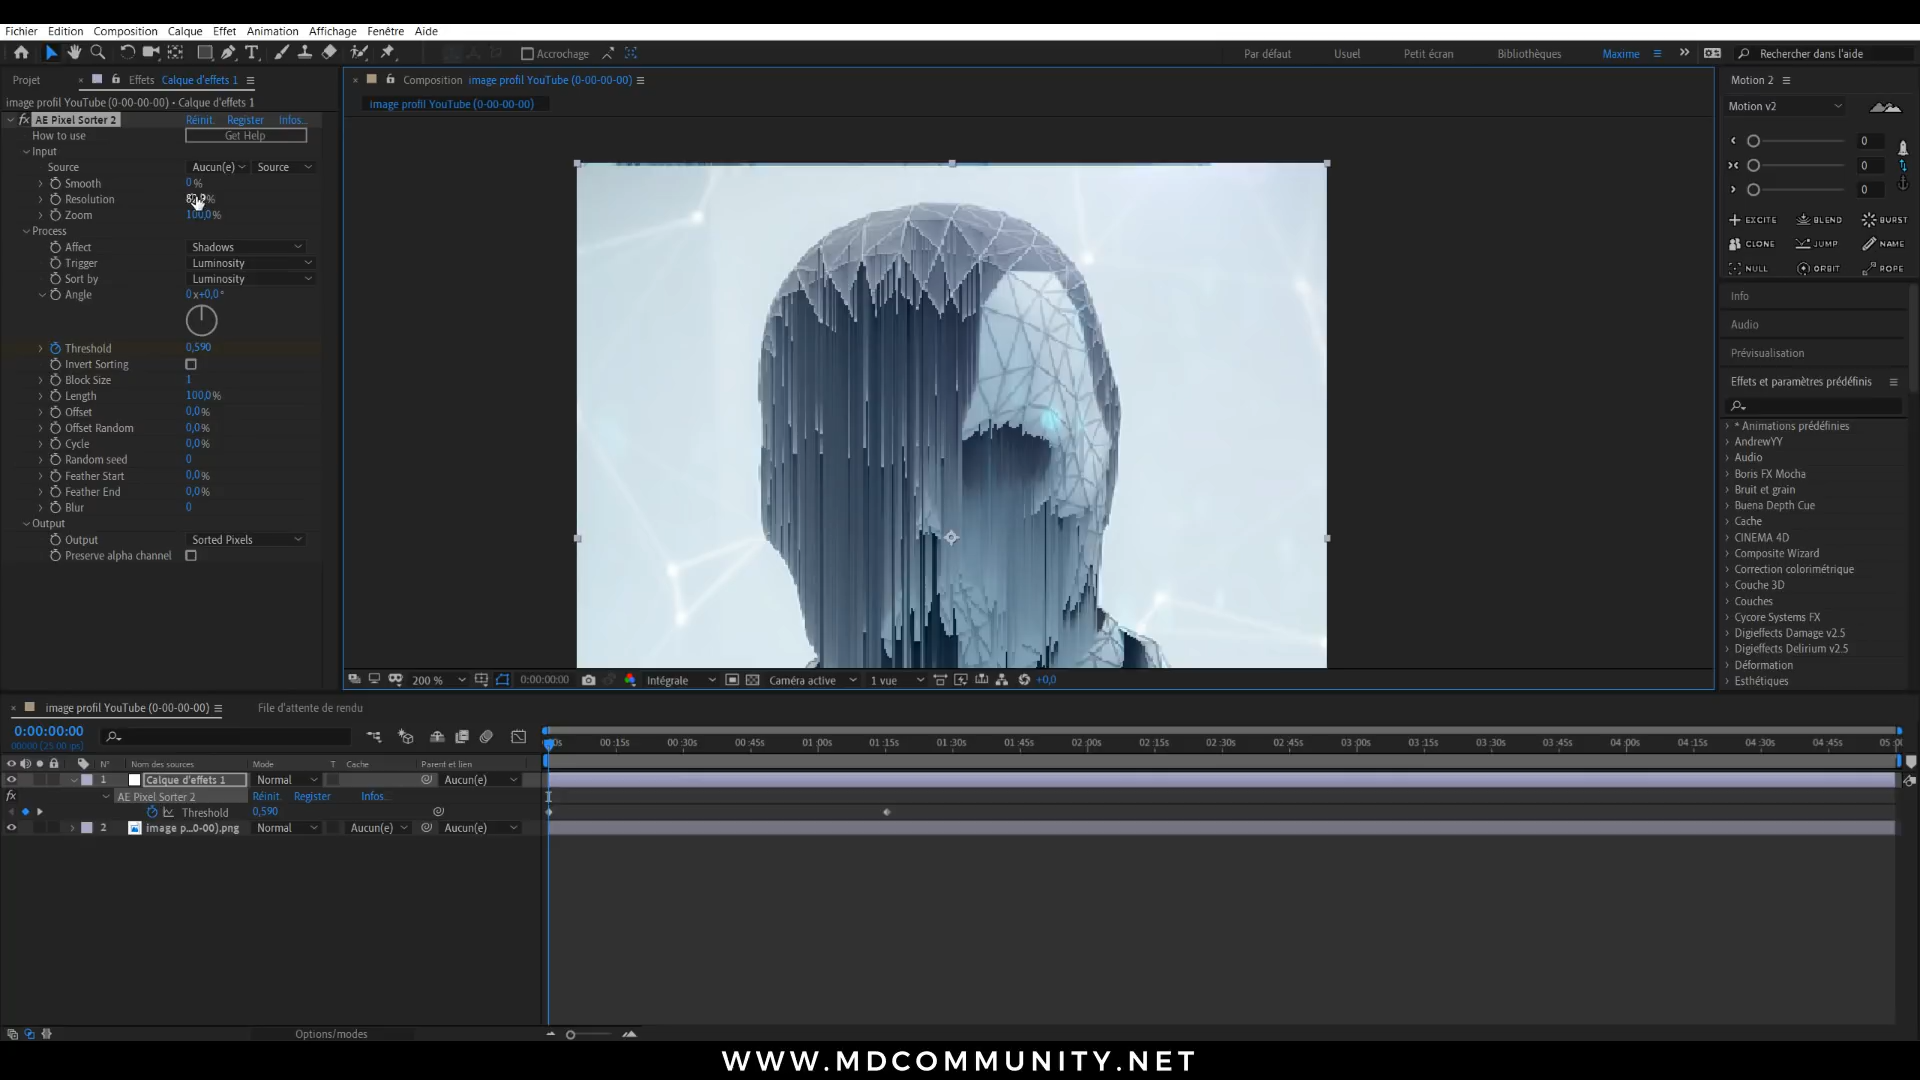 Fichier Edition Composition Calque Effet Animation Affichage Fenêtre Aide
Accrochage Par défaut Usuel Petit écran Bibliothèques Maxime Rechercher dans l'aide
Projet Effets Calque d'effets 1 Composition image profil YouTube (0-00-00-00) Motion 2
image profil YouTube (0-00-00-00) • Calque d'effets 1 image profil YouTube (0-00-00-00) Motion v2
fx AE Pixel Sorter 2 Réinit. Register Infos...
How to use Get Help
Input
Source Aucun(e) Source
Smooth 0 %
Resolution %
Zoom 100,0 %
Process
Affect Shadows
Trigger Luminosity
Sort by Luminosity
Angle 0 x+0,0 °
Threshold 0,590
Invert Sorting
Block Size 1
Length 100,0 %
Offset 0,0 %
Offset Random 0,0 %
Cycle 0,0 %
Random seed 0
Feather Start 0,0 %
Feather End 0,0 %
Blur 0
Output
Output Sorted Pixels
Preserve alpha channel
0
0
0
EXCITE BLEND BURST
CLONE JUMP NAME
NULL ORBIT ROPE
Info
Audio
Prévisualisation
Effets et paramètres prédéfinis
* Animations prédéfinies
AndrewYY
Audio
Boris FX Mocha
Bruit et grain
Buena Depth Cue
Cache
CINEMA 4D
Composite Wizard
Correction colorimétrique
Couche 3D
Couches
Cycore Systems FX
Digieffects Damage v2.5
Digieffects Delirium v2.5
Déformation
Esthétiques
200 % 0:00:00:00 Intégrale Caméra active 1 vue +0,0
image profil YouTube (0-00-00-00) File d'attente de rendu
0:00:00:00
00000 (25.00 ips)
00:15s 00:30s 00:45s 01:00s 01:15s 01:30s 01:45s 02:00s 02:15s 02:30s 02:45s 03:00s 03:15s 03:30s 03:45s 04:00s 04:15s 04:30s 04:45s
N° Nom des sources Mode T Cache Parent et lien
1 Calque d'effets 1 Normal Aucun(e)
fx AE Pixel Sorter 2 Réinit. Register Infos...
Threshold 0,590
2 image p...0-00).png Normal Aucun(e) Aucun(e)
Options/modes
WWW.MDCOMMUNITY.NET